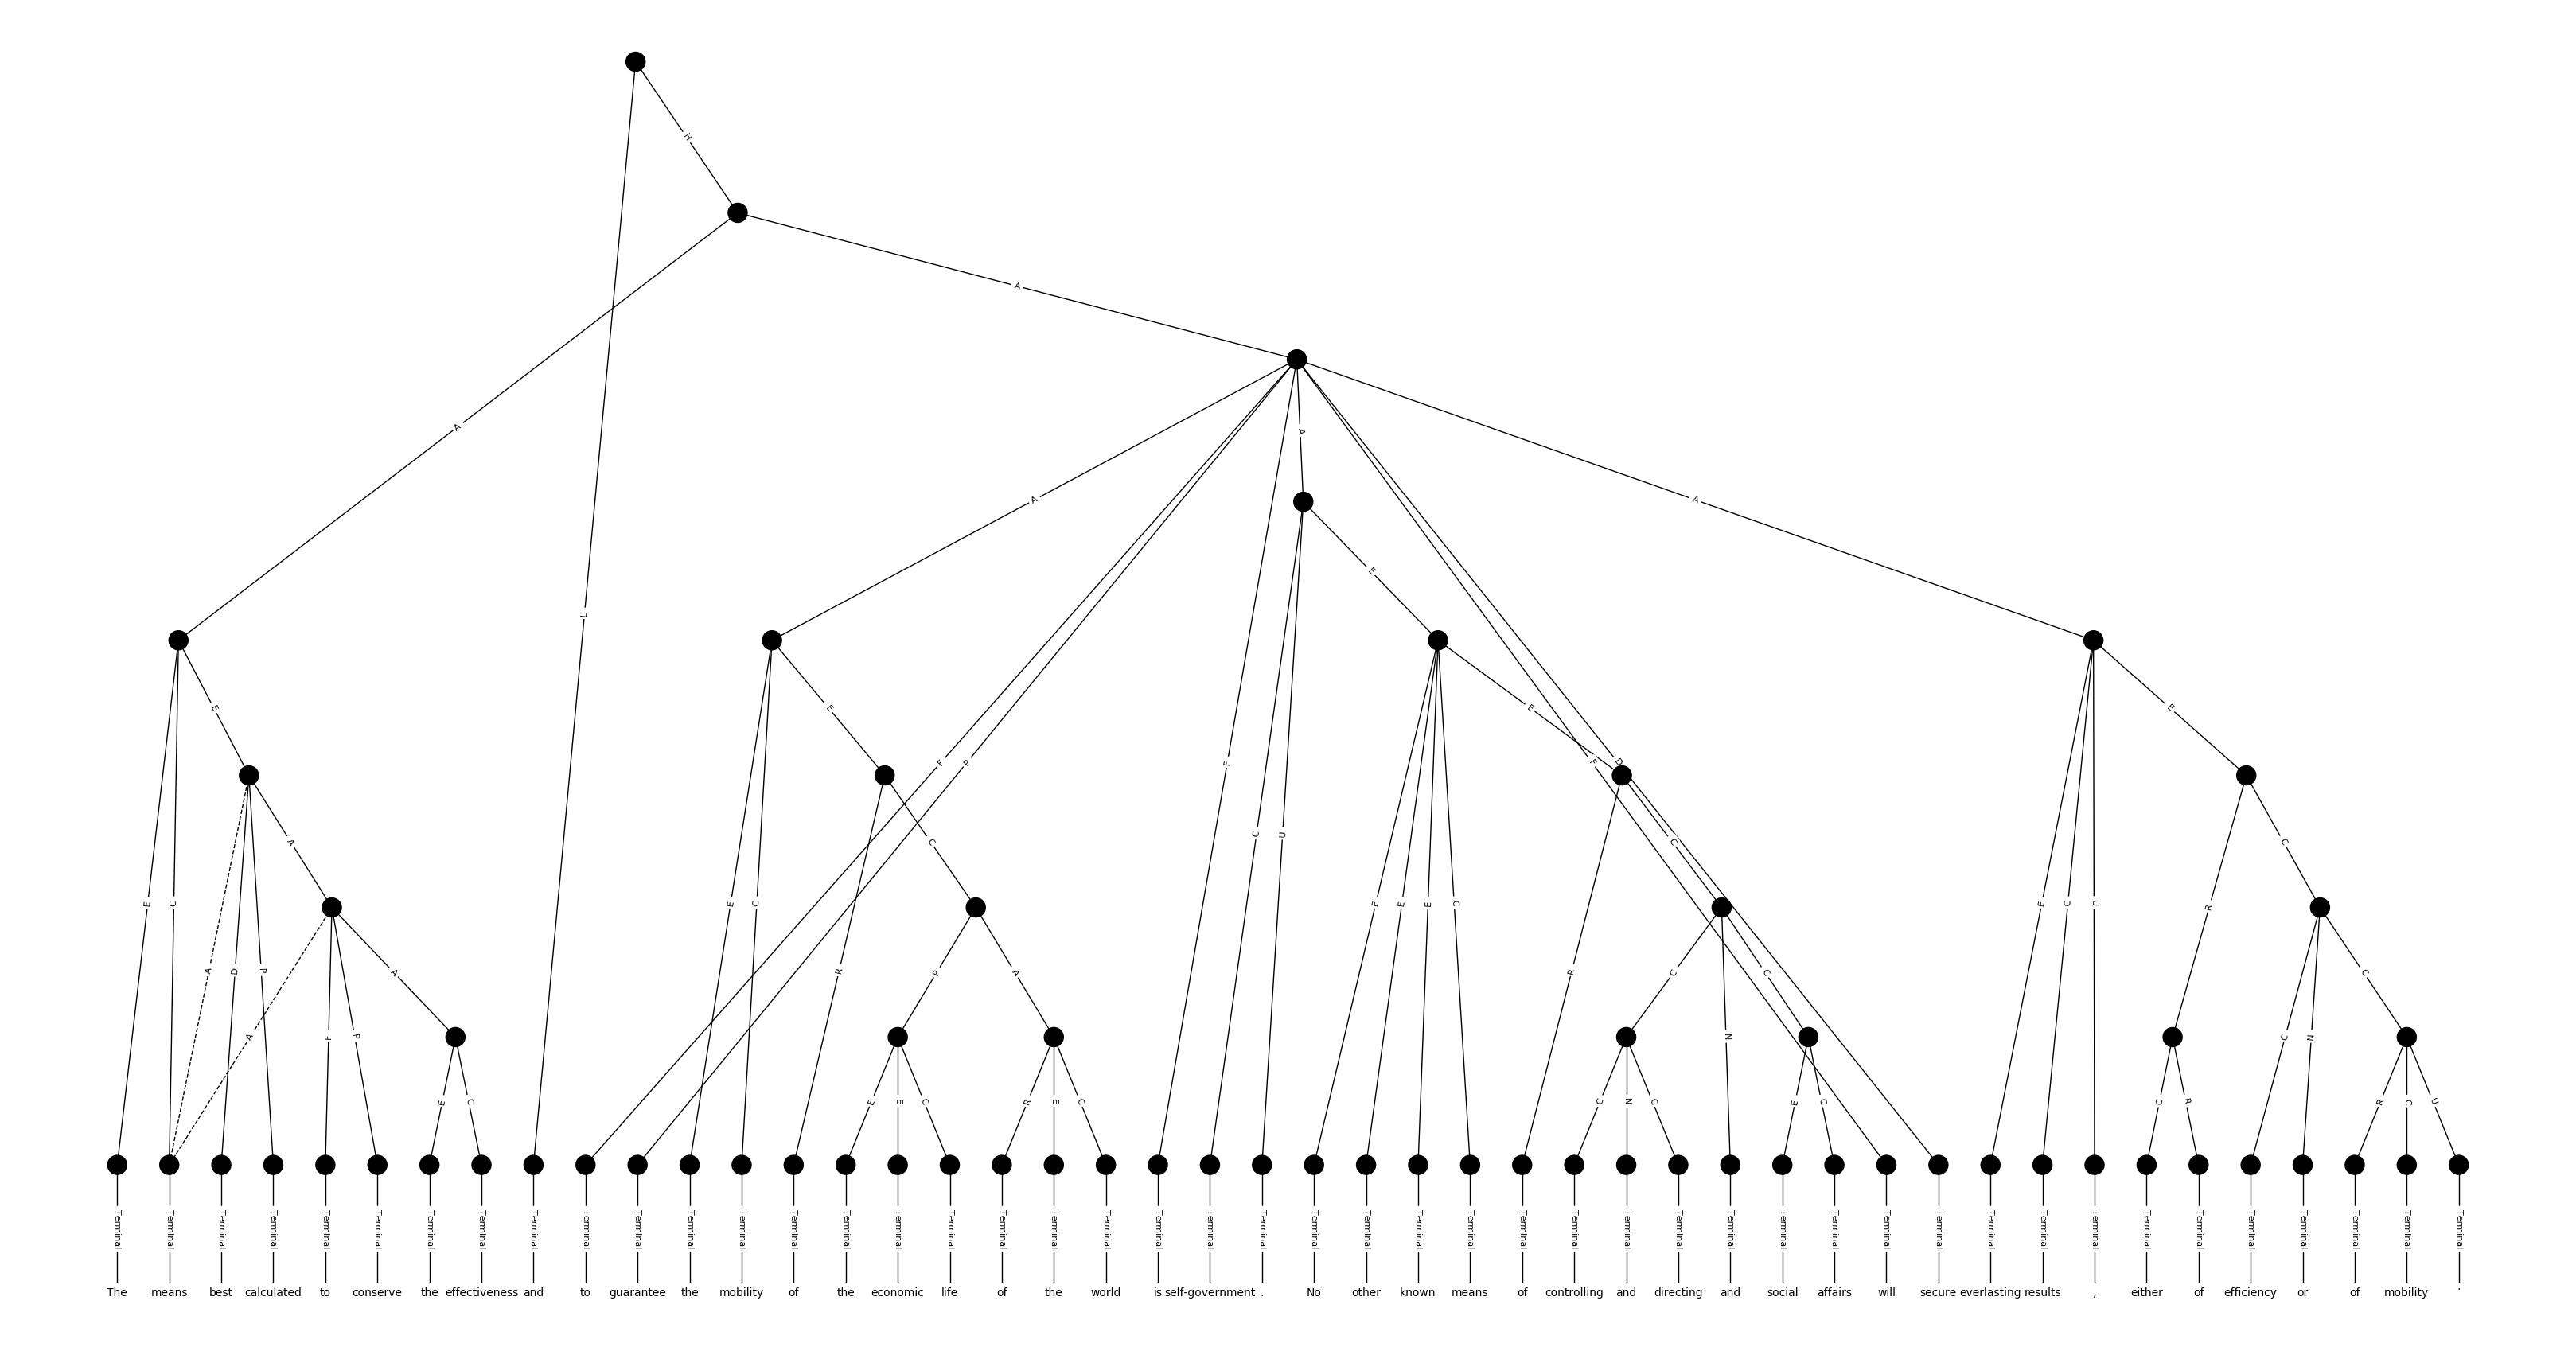 H
A
A
A
A
A
L
E
E
E
E
E
C
A
F
P
F
D
E
C
A
D
P
A
F
P
A
E
C
E
C
R
C
P
A
E
E
C
R
E
C
F
C
U
E
E
E
C
R
C
C
N
C
C
N
C
E
C
E
C
U
R
C
C
R
C
N
C
R
C
U
Terminal Terminal Terminal Terminal Terminal Terminal Terminal Terminal Terminal Terminal Terminal Terminal Terminal Terminal Terminal Terminal Terminal Terminal Terminal Terminal Terminal Terminal Terminal Terminal Terminal Terminal Terminal Terminal Terminal Terminal Terminal Terminal Terminal Terminal Terminal Terminal Terminal Terminal Terminal Terminal Terminal Terminal Terminal Terminal Terminal Terminal
The means best calculated to conserve the effectiveness and to guarantee the mobility of the economic life of the world is self-government . No other known means of controlling and directing and social affairs will secure everlasting results , either of efficiency or of mobility .